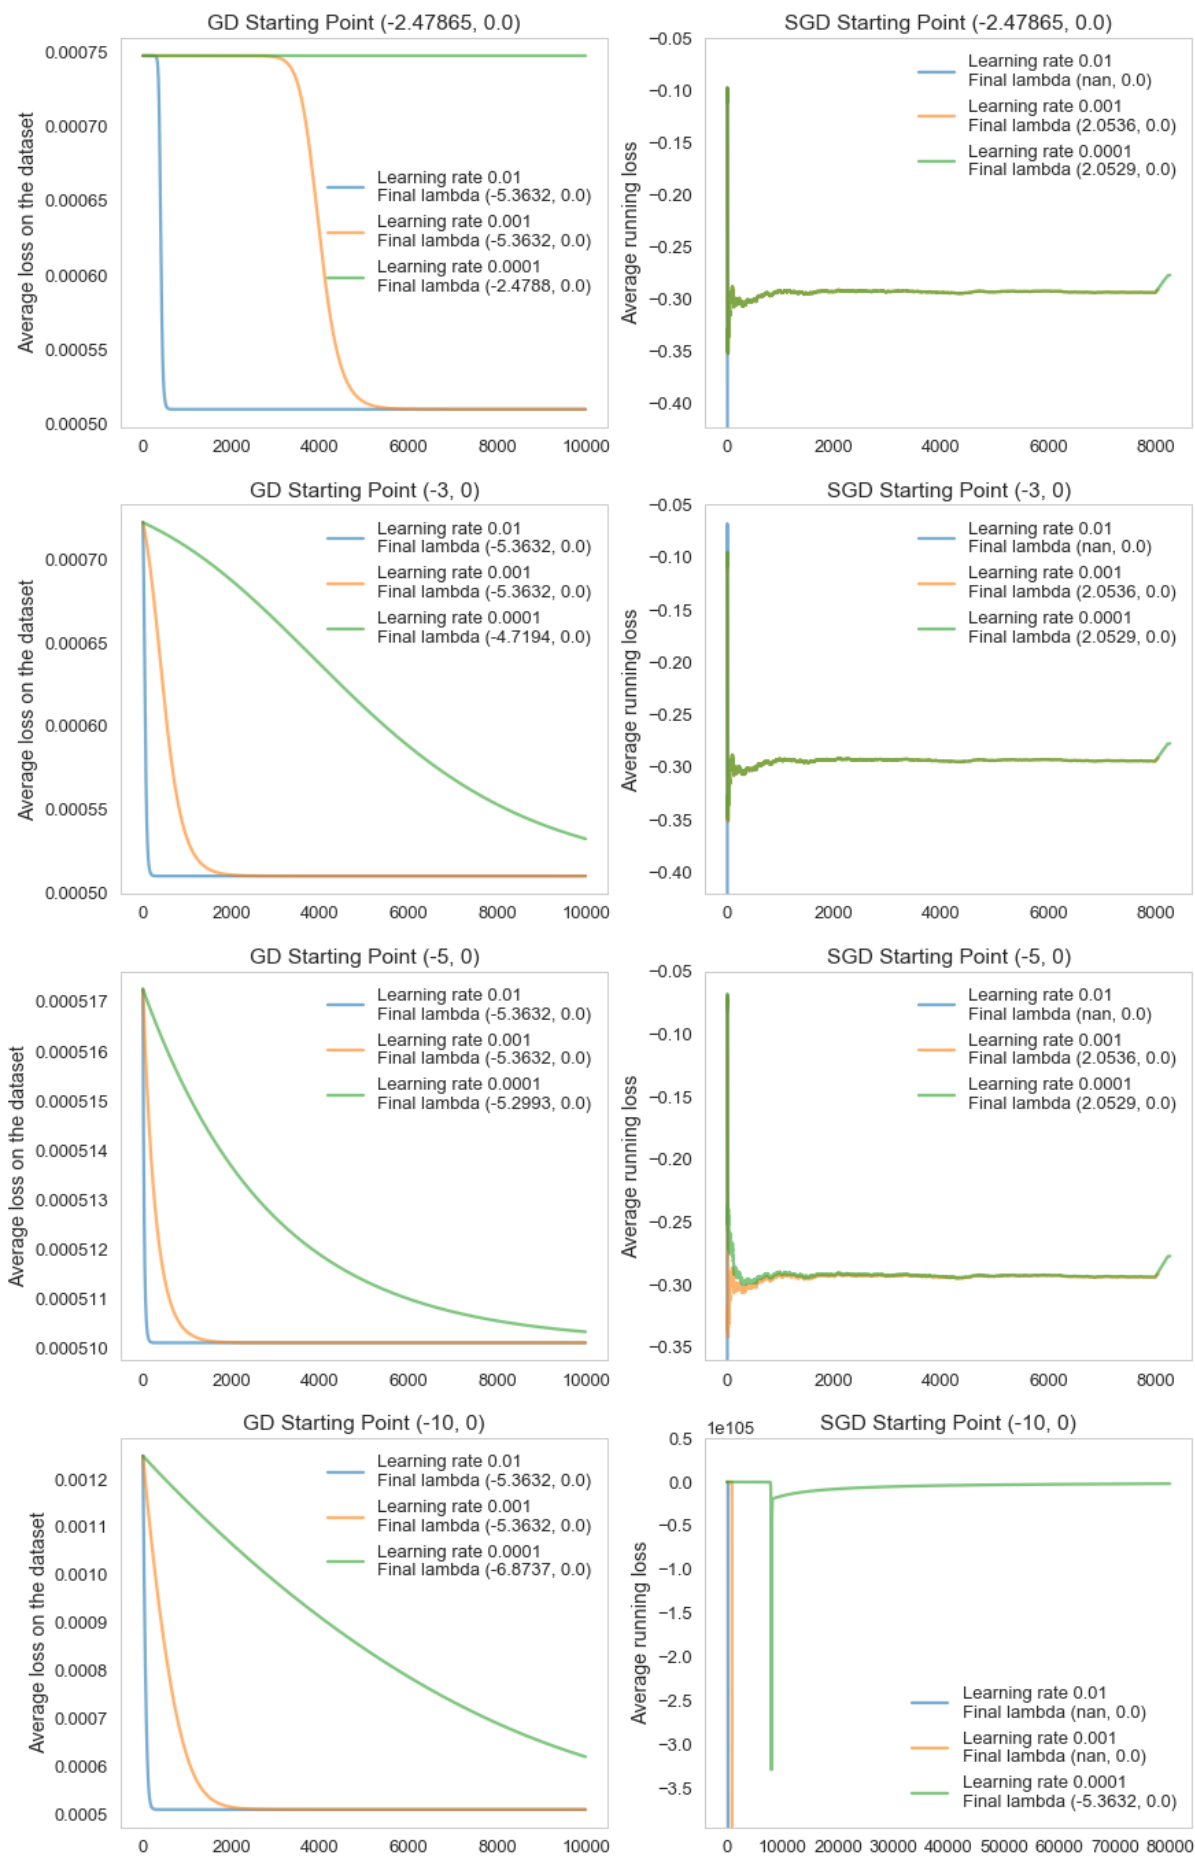 GD Starting Point (-2.47865, 0.0)
Average loss on the dataset
0.00075
0.00070
0.00065
0.00060
0.00055
0.00050
Learning rate 0.01
Final lambda (-5.3632, 0.0)
Learning rate 0.001
Final lambda (-5.3632, 0.0)
Learning rate 0.0001
Final lambda (-2.4788, 0.0)
0 2000 4000 6000 8000 10000
SGD Starting Point (-2.47865, 0.0)
Average running loss
−0.05
−0.10
−0.15
−0.20
−0.25
−0.30
−0.35
−0.40
Learning rate 0.01
Final lambda (nan, 0.0)
Learning rate 0.001
Final lambda (2.0536, 0.0)
Learning rate 0.0001
Final lambda (2.0529, 0.0)
0 2000 4000 6000 8000
GD Starting Point (-3, 0)
Average loss on the dataset
0.00070
0.00065
0.00060
0.00055
0.00050
Learning rate 0.01
Final lambda (-5.3632, 0.0)
Learning rate 0.001
Final lambda (-5.3632, 0.0)
Learning rate 0.0001
Final lambda (-4.7194, 0.0)
0 2000 4000 6000 8000 10000
SGD Starting Point (-3, 0)
Average running loss
−0.05
−0.10
−0.15
−0.20
−0.25
−0.30
−0.35
−0.40
Learning rate 0.01
Final lambda (nan, 0.0)
Learning rate 0.001
Final lambda (2.0536, 0.0)
Learning rate 0.0001
Final lambda (2.0529, 0.0)
0 2000 4000 6000 8000
GD Starting Point (-5, 0)
Average loss on the dataset
0.000517
0.000516
0.000515
0.000514
0.000513
0.000512
0.000511
0.000510
Learning rate 0.01
Final lambda (-5.3632, 0.0)
Learning rate 0.001
Final lambda (-5.3632, 0.0)
Learning rate 0.0001
Final lambda (-5.2993, 0.0)
0 2000 4000 6000 8000 10000
SGD Starting Point (-5, 0)
Average running loss
−0.05
−0.10
−0.15
−0.20
−0.25
−0.30
−0.35
Learning rate 0.01
Final lambda (nan, 0.0)
Learning rate 0.001
Final lambda (2.0536, 0.0)
Learning rate 0.0001
Final lambda (2.0529, 0.0)
0 2000 4000 6000 8000
GD Starting Point (-10, 0)
Average loss on the dataset
0.0012
0.0011
0.0010
0.0009
0.0008
0.0007
0.0006
0.0005
Learning rate 0.01
Final lambda (-5.3632, 0.0)
Learning rate 0.001
Final lambda (-5.3632, 0.0)
Learning rate 0.0001
Final lambda (-6.8737, 0.0)
0 2000 4000 6000 8000 10000
SGD Starting Point (-10, 0)
1e105
Average running loss
0.5
0.0
−0.5
−1.0
−1.5
−2.0
−2.5
−3.0
−3.5
Learning rate 0.01
Final lambda (nan, 0.0)
Learning rate 0.001
Final lambda (nan, 0.0)
Learning rate 0.0001
Final lambda (-5.3632, 0.0)
0 10000 20000 30000 40000 50000 60000 70000 80000